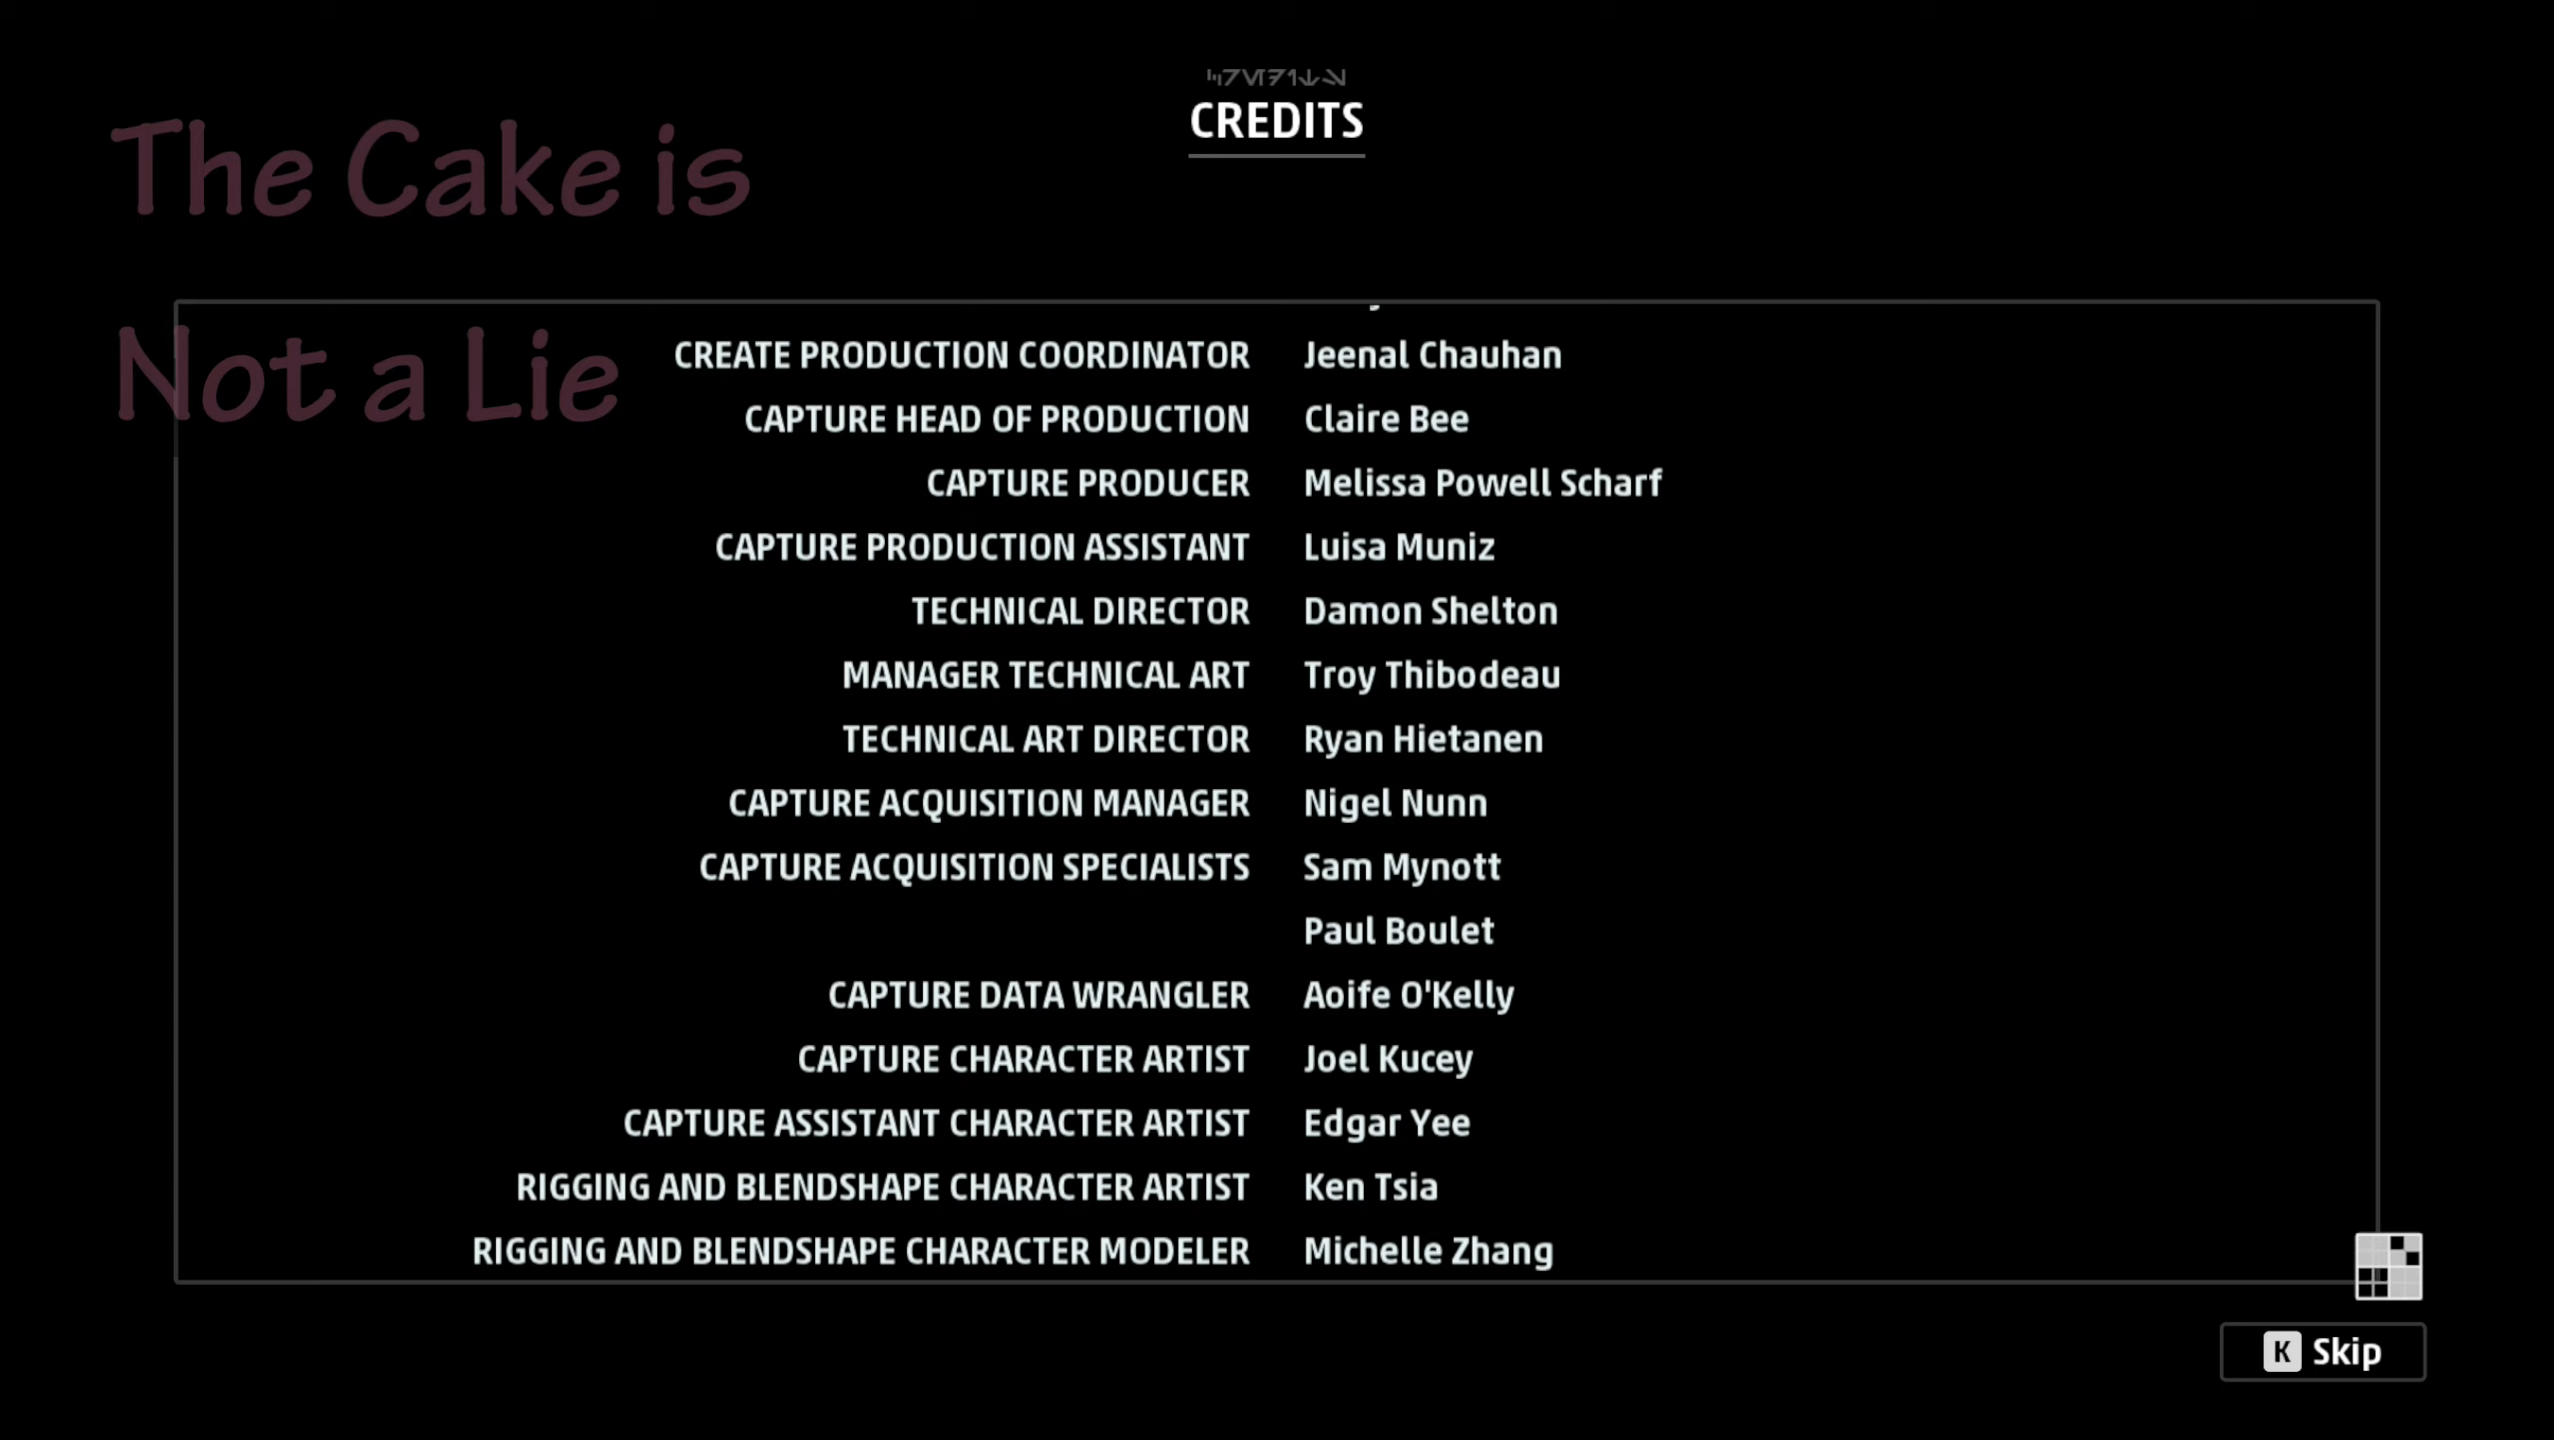 CREDITS
The Cake is
Not a Lie
CREATE PRODUCTION COORDINATOR Jeenal Chauhan
CAPTURE HEAD OF PRODUCTION Claire Bee
CAPTURE PRODUCER Melissa Powell Scharf
CAPTURE PRODUCTION ASSISTANT Luisa Muniz
TECHNICAL DIRECTOR Damon Shelton
MANAGER TECHNICAL ART Troy Thibodeau
TECHNICAL ART DIRECTOR Ryan Hietanen
CAPTURE ACQUISITION MANAGER Nigel Nunn
CAPTURE ACQUISITION SPECIALISTS Sam Mynott
Paul Boulet
CAPTURE DATA WRANGLER Aoife O'Kelly
CAPTURE CHARACTER ARTIST Joel Kucey
CAPTURE ASSISTANT CHARACTER ARTIST Edgar Yee
RIGGING AND BLENDSHAPE CHARACTER ARTIST Ken Tsia
RIGGING AND BLENDSHAPE CHARACTER MODELER Michelle Zhang
K Skip